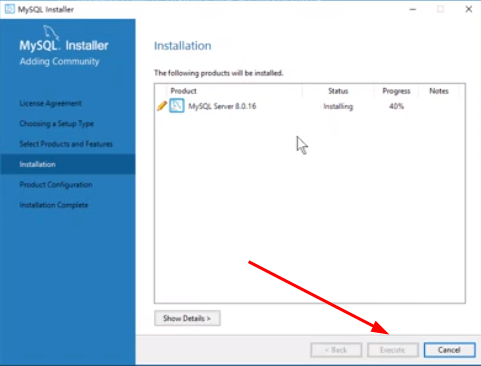 MySQL Installer
MySQL. Installer
Adding Community
License Agreement
Choosing a Setup Type
Select Products and Features
Installation
Product Configuration
Installation Complete
Installation
The following products will be installed.
Product Status Progress Notes
MySQL Server 8.0.16 Installing 40%
Show Details >
< Back Execute Cancel